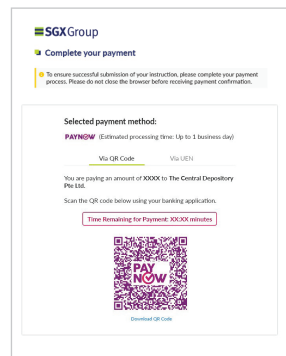 SGX Group
Complete your payment
To ensure successful submission of your instruction, please complete your payment
process. Please do not close the browser before receiving payment confirmation.
Selected payment method:
PAYNOW (Estimated processing time: Up to 1 business day)
Via QR Code Via UEN
You are paying an amount of XXXX to The Central Depository
Pte Ltd.
Scan the QR code below using your banking application.
Time Remaining for Payment: XX:XX minutes
PAY
NOW
Download QR Code